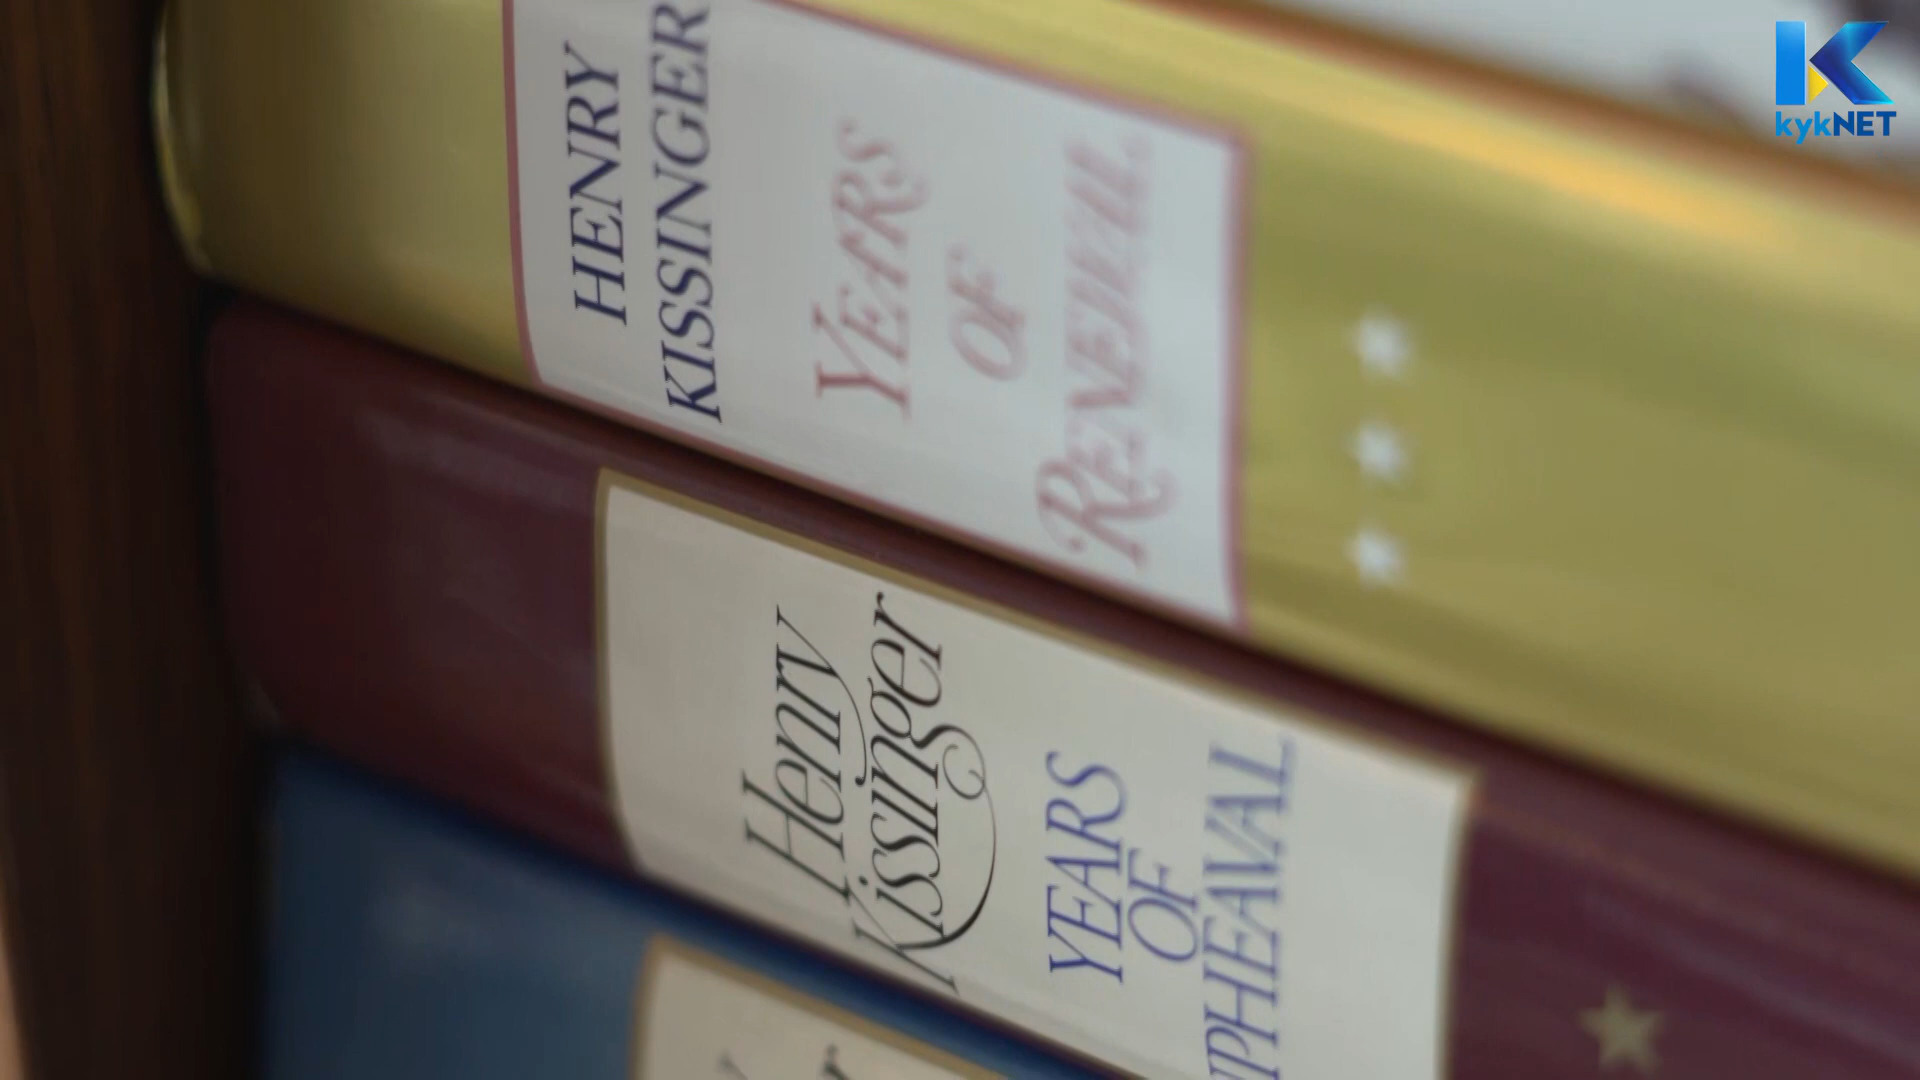 HENRY
KISSINGER
YEARS
OF
RENEWAL
Henry
Kissinger
YEARS
OF
UPHEAVAL
kykNET